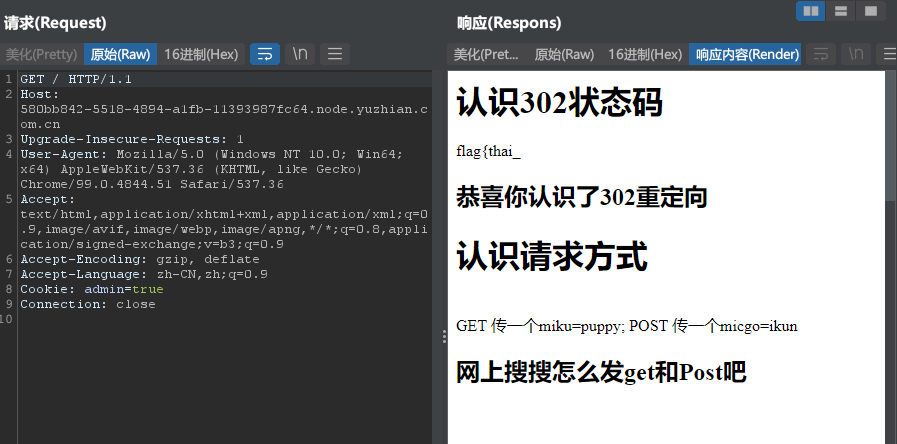 请求(Request)
美化(Pretty) 原始(Raw) 16进制(Hex) \n
1 GET / HTTP/1.1
2 Host:
580bb842-5518-4894-a1fb-11393987fc64.node.yuzhian.c
om.cn
3 Upgrade-Insecure-Requests: 1
4 User-Agent: Mozilla/5.0 (Windows NT 10.0; Win64;
x64) AppleWebKit/537.36 (KHTML, like Gecko)
Chrome/99.0.4844.51 Safari/537.36
5 Accept:
text/html,application/xhtml+xml,application/xml;q=0
.9,image/avif,image/webp,image/apng,*/*;q=0.8,appli
cation/signed-exchange;v=b3;q=0.9
6 Accept-Encoding: gzip, deflate
7 Accept-Language: zh-CN,zh;q=0.9
8 Cookie: admin=true
9 Connection: close
10
响应(Respons)
美化(Pret... 原始(Raw) 16进制(Hex) 响应内容(Render) \n
认识302状态码
flag{thai_
恭喜你认识了302重定向
认识请求方式
GET 传一个miku=puppy; POST 传一个micgo=ikun
网上搜搜怎么发get和Post吧